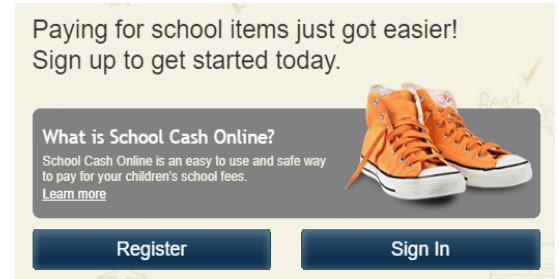 Paying for school items just got easier!
Sign up to get started today.
Read
What is School Cash Online?
School Cash Online is an easy to use and safe way
to pay for your children's school fees.
Learn more
Register
Sign In